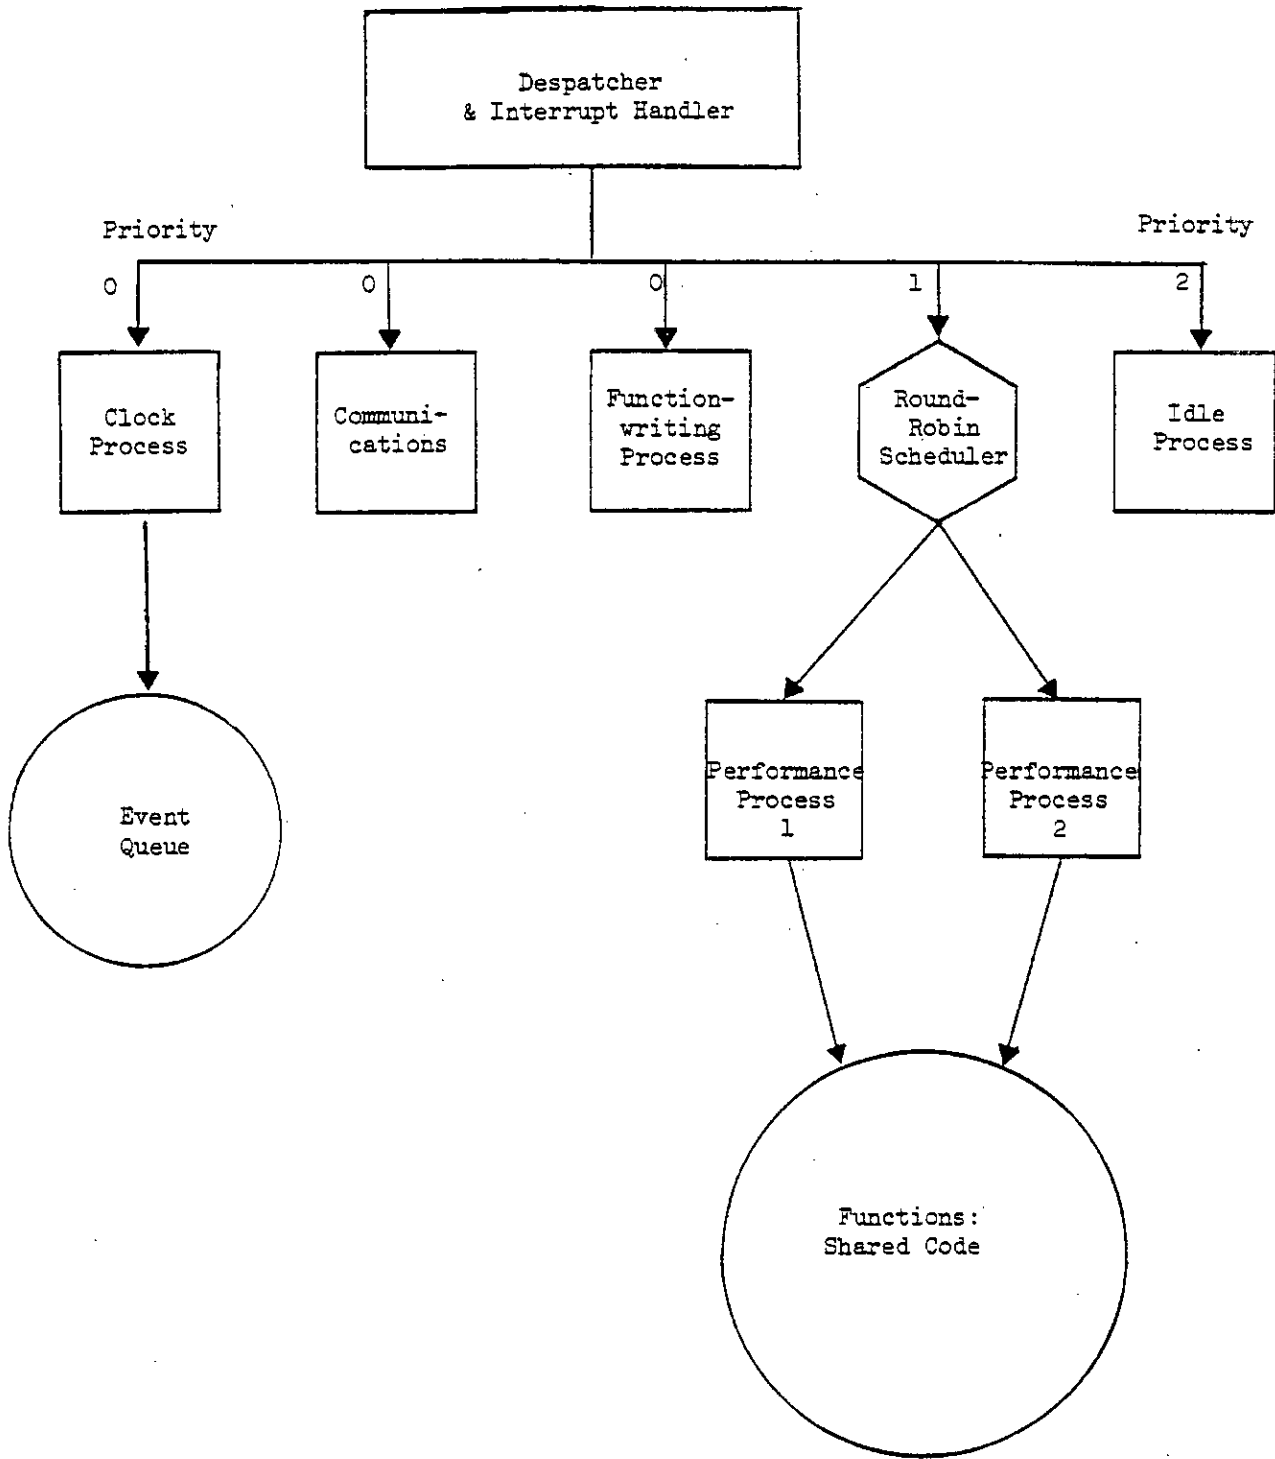 Despatcher
& Interrupt Handler
Priority
Priority
0
0
0
1
2
Clock
Process
Communi-
cations
Function-
writing
Process
Round-
Robin
Scheduler
Idle
Process
Event
Queue
Performance
Process
1
Performance
Process
2
Functions:
Shared Code